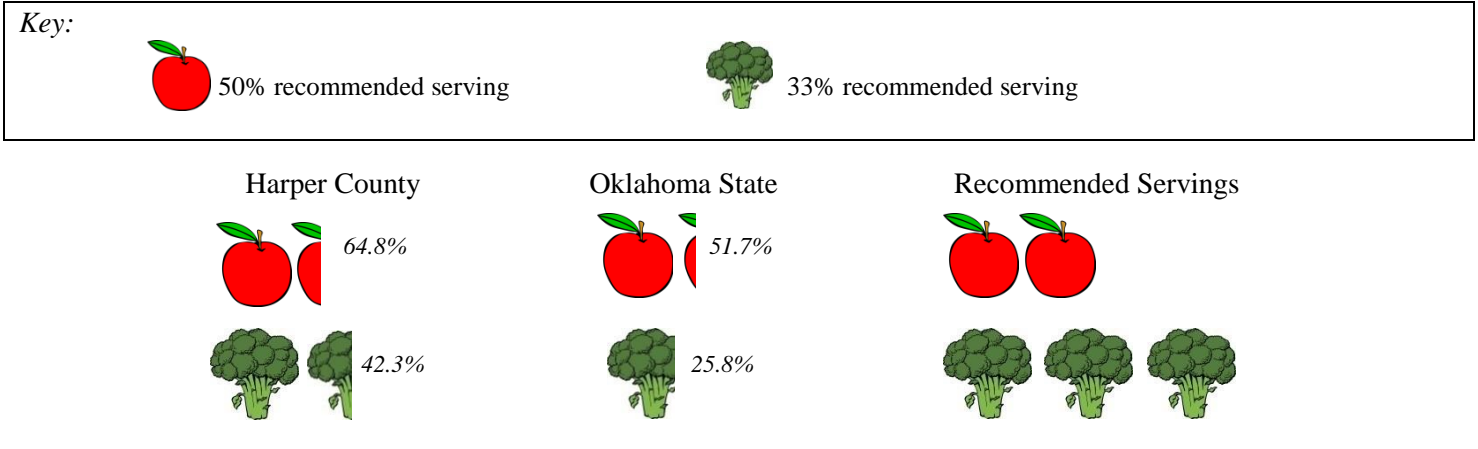 Key:
50% recommended serving
33% recommended serving
Harper County
Oklahoma State
Recommended Servings
64.8%
51.7%
42.3%
25.8%